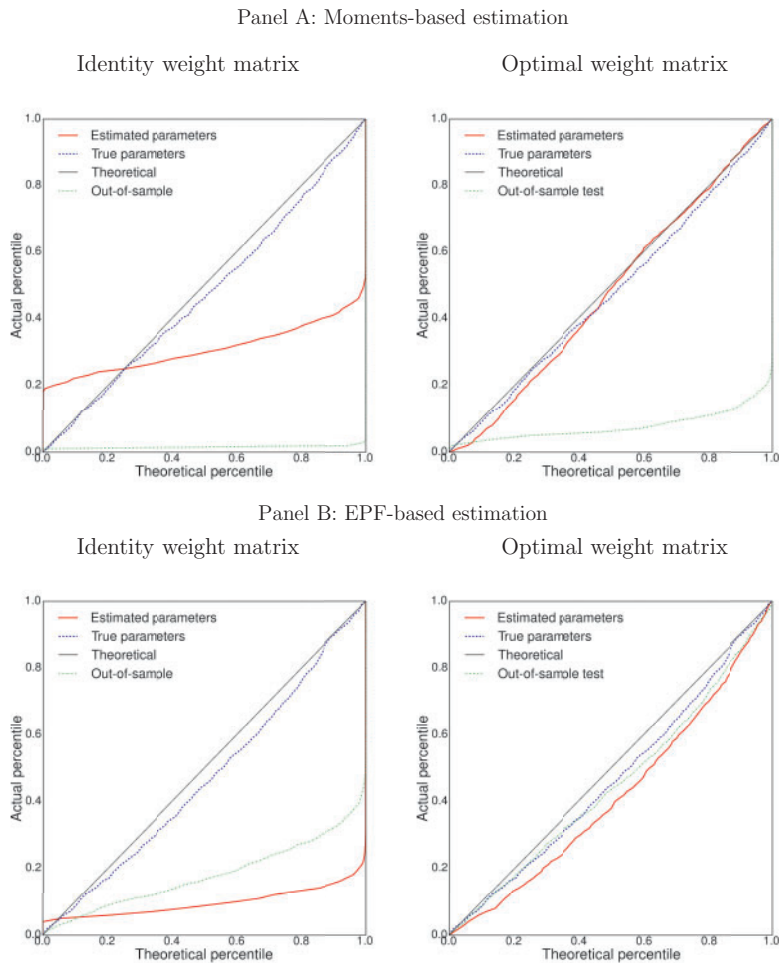 Panel A: Moments-based estimation
Identity weight matrix
Optimal weight matrix
1.0
Estimated parameters
True parameters
Theoretical
Out-of-sample
0.8
0.6
0.4
0.2
0.0
Actual percentile
0.0 0.2 0.4 0.6 0.8 1.0
Theoretical percentile
1.0
Estimated parameters
True parameters
Theoretical
Out-of-sample test
0.8
0.6
0.4
0.2
0.0
Actual percentile
0.0 0.2 0.4 0.6 0.8 1.0
Theoretical percentile
Panel B: EPF-based estimation
Identity weight matrix
Optimal weight matrix
1.0
Estimated parameters
True parameters
Theoretical
Out-of-sample
0.8
0.6
0.4
0.2
0.0
Actual percentile
0.0 0.2 0.4 0.6 0.8 1.0
Theoretical percentile
1.0
Estimated parameters
True parameters
Theoretical
Out-of-sample test
0.8
0.6
0.4
0.2
0.0
Actual percentile
0.0 0.2 0.4 0.6 0.8 1.0
Theoretical percentile